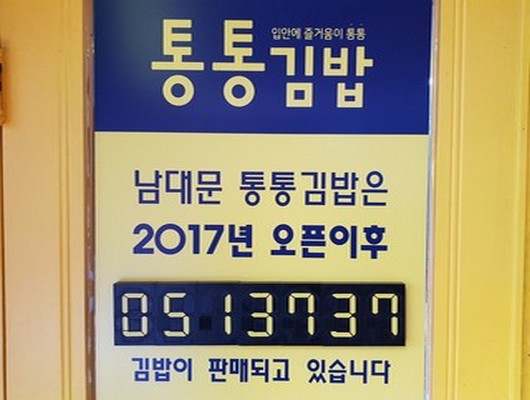 입안에 즐거움이 통통
통통김밥
남대문 통통김밥은
2017년 오픈이후
0513737
김밥이 판매되고 있습니다